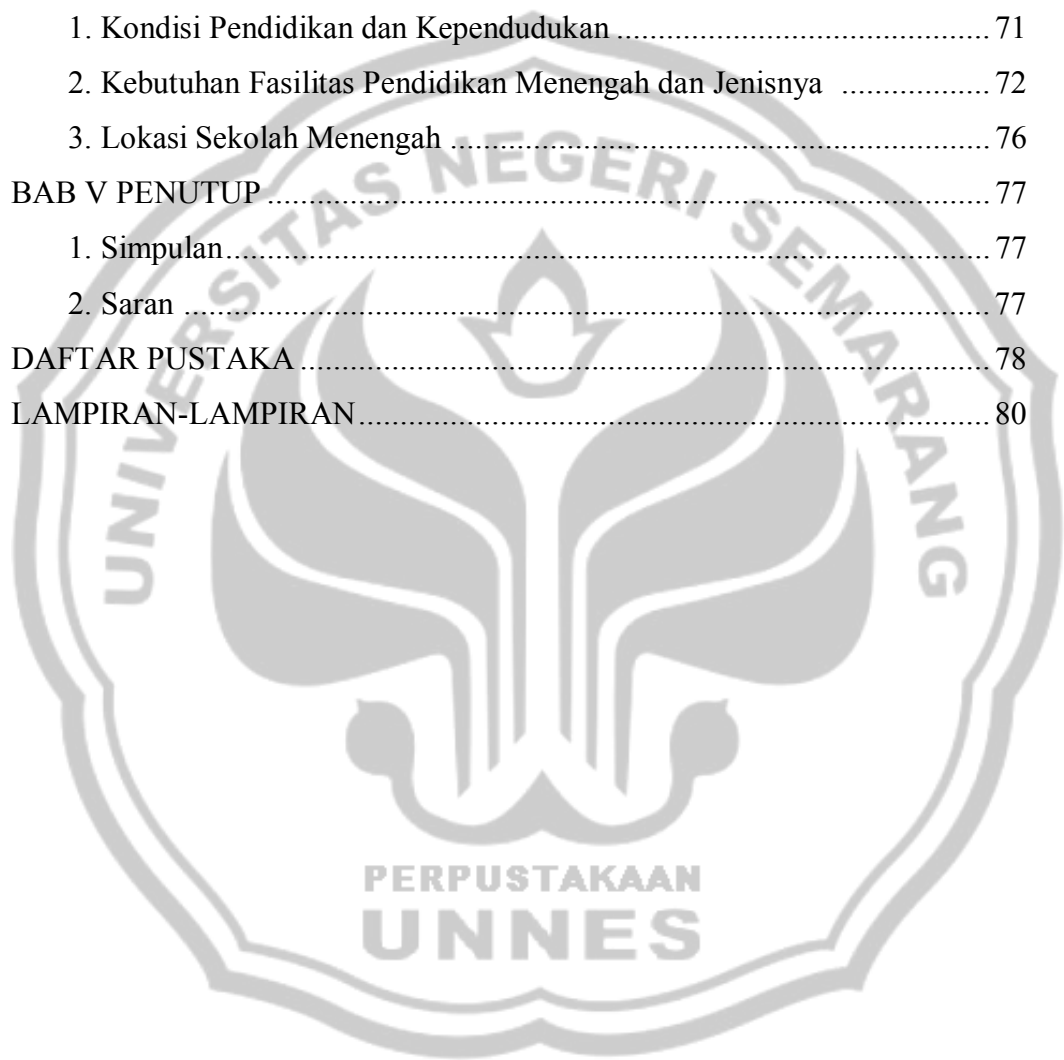 1. Kondisi Pendidikan dan Kependudukan ........................................ 71
2. Kebutuhan Fasilitas Pendidikan Menengah dan Jenisnya ................. 72
3. Lokasi Sekolah Menengah .......................................................... 76
BAB V PENUTUP ............................................................................. 77
1. Simpulan .................................................................................. 77
2. Saran ...................................................................................... 77
DAFTAR PUSTAKA .......................................................................... 78
LAMPIRAN-LAMPIRAN .................................................................... 80
UNIVERSITAS NEGERI SEMARANG
PERPUSTAKAAN
UNNES